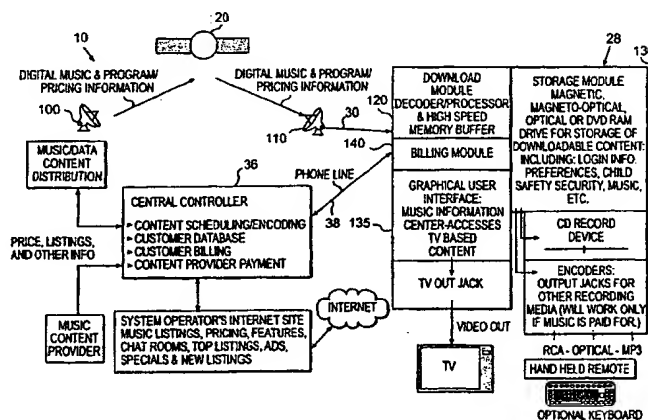 10
20
28
130
DIGITAL MUSIC & PROGRAM/
PRICING INFORMATION
100
DIGITAL MUSIC & PROGRAM/
PRICING INFORMATION
110
30
120
140
135
MUSIC/DATA
CONTENT
DISTRIBUTION
PRICE, LISTINGS,
AND OTHER INFO
MUSIC CONTENT
PROVIDER
36
CENTRAL CONTROLLER
CONTENT SCHEDULING/ENCODING
CUSTOMER DATABASE
CUSTOMER BILLING
CONTENT PROVIDER PAYMENT
PHONE LINE
38
SYSTEM OPERATOR'S INTERNET SITE
MUSIC LISTINGS, PRICING, FEATURES,
CHAT ROOMS, TOP LISTINGS, ADS,
SPECIALS & NEW LISTINGS
INTERNET
DOWNLOAD
MODULE
DECODER/PROCESSOR
& HIGH SPEED
MEMORY BUFFER
BILLING MODULE
GRAPHICAL USER
INTERFACE:
MUSIC INFORMATION
CENTER-ACCESSES
TV BASED
CONTENT
TV OUT JACK
VIDEO OUT
TV
STORAGE MODULE
MAGNETIC,
MAGNETO-OPTICAL,
OPTICAL OR DVD RAM
DRIVE FOR STORAGE OF
DOWNLOADABLE CONTENT:
INCLUDING: LOGIN INFO.
PREFERENCES, CHILD
SAFETY SECURITY, MUSIC,
ETC.
CD RECORD
DEVICE
ENCODERS:
OUTPUT JACKS FOR
OTHER RECORDING
MEDIA (WILL WORK ONLY
IF MUSIC IS PAID FOR.)
RCA - OPTICAL - MP3
HAND HELD REMOTE
OPTIONAL KEYBOARD